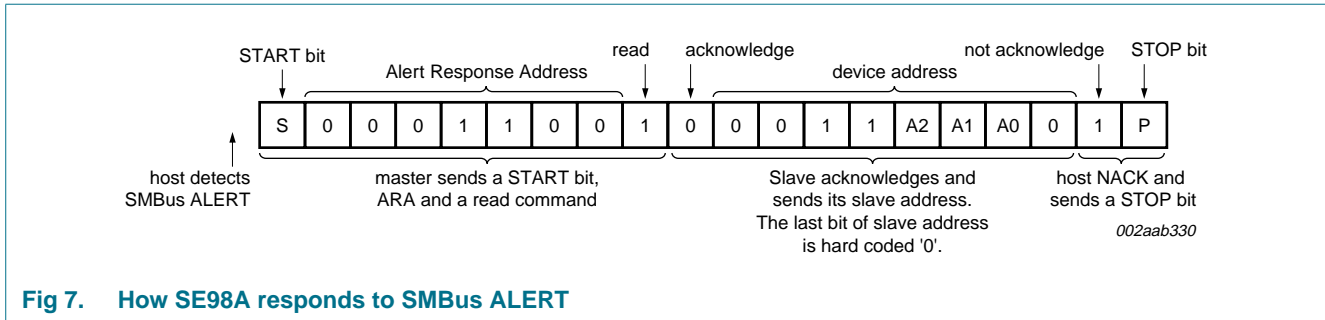 START bit
read
acknowledge
not acknowledge
STOP bit
Alert Response Address
device address
S 0 0 0 1 1 0 0 1 0 0 0 1 1 A2 A1 A0 0 1 P
host detects
SMBus ALERT
master sends a START bit,
ARA and a read command
Slave acknowledges and
sends its slave address.
The last bit of slave address
is hard coded '0'.
host NACK and
sends a STOP bit
002aab330
Fig 7. How SE98A responds to SMBus ALERT